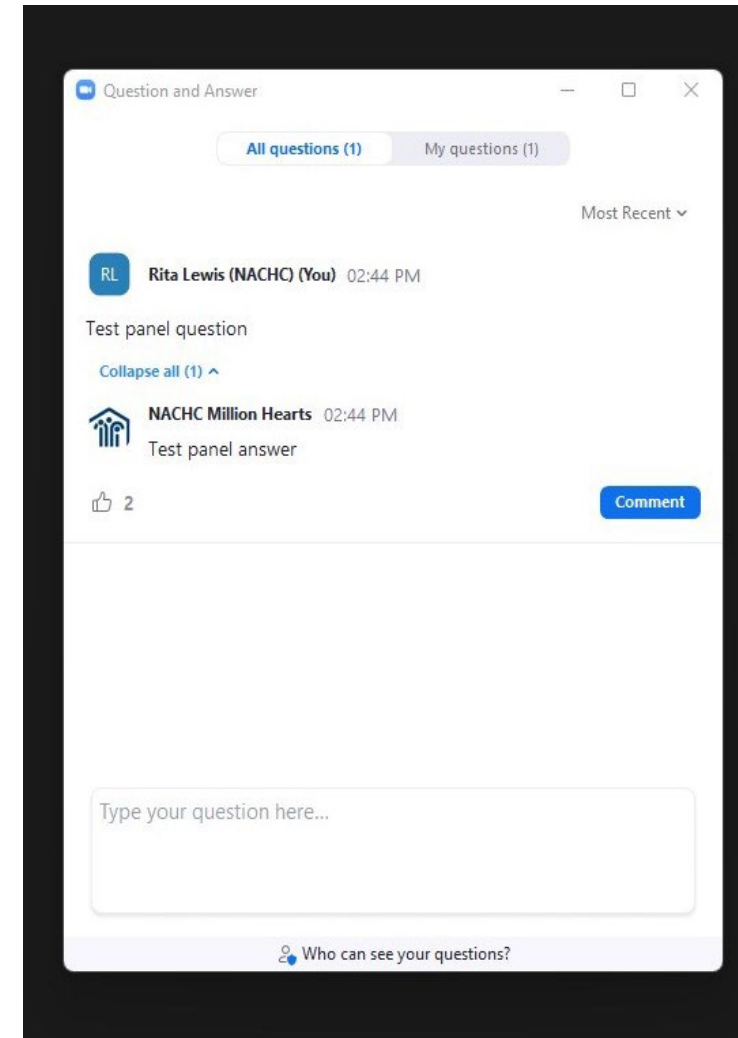 Question and Answer
All questions (1) My questions (1)
Most Recent
RL Rita Lewis (NACHC) (You) 02:44 PM
Test panel question
Collapse all (1)
NACHC Million Hearts 02:44 PM
Test panel answer
2 Comment
Type your question here...
Who can see your questions?